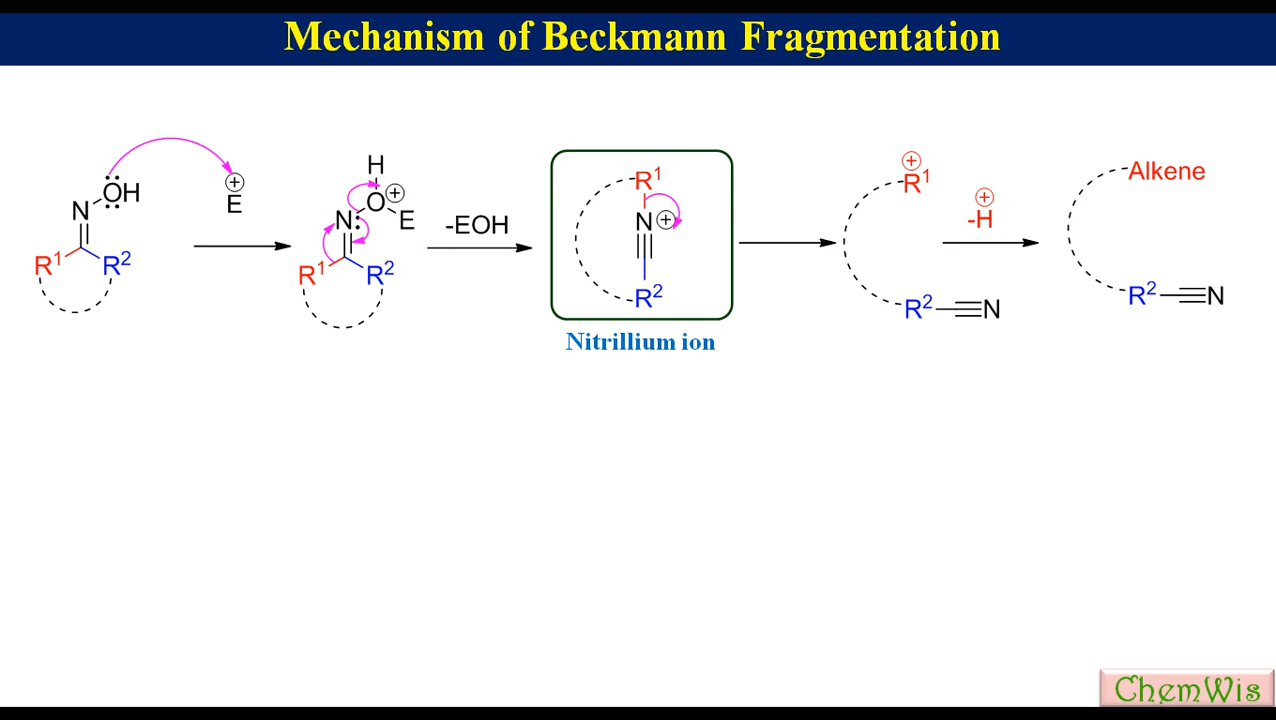 Mechanism of Beckmann Fragmentation
N
OH
R¹
R²
⊕
E
H
N
O
⊕
E
R¹
R²
-EOH
R¹
N
⊕
R²
Nitrillium ion
⊕
R¹
R²
N
⊕
-H
Alkene
R²
N
ChemWis